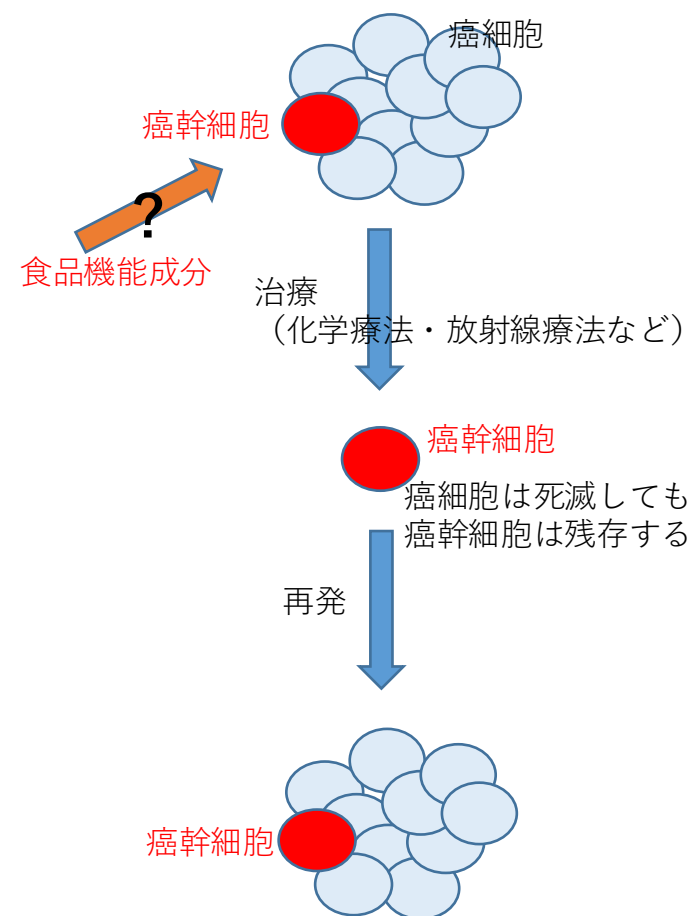 癌細胞
癌幹細胞
?
食品機能成分
治療
（化学療法・放射線療法など）
癌幹細胞
癌細胞は死滅しても
癌幹細胞は残存する
再発
癌幹細胞